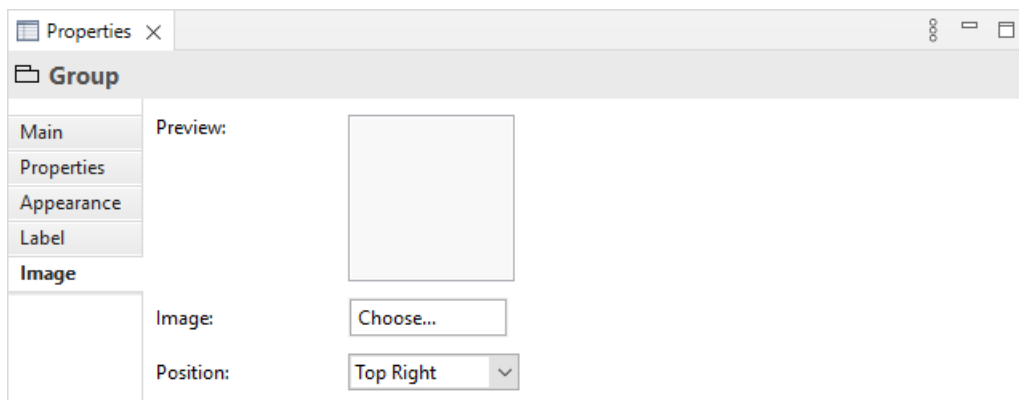 Properties
Group
Main
Properties
Appearance
Label
Image
Preview:
Image:
Choose...
Position:
Top Right